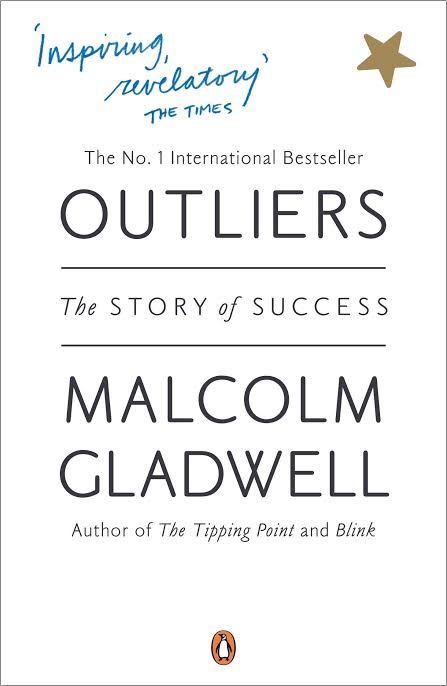 'Inspiring,
revelatory'
THE TIMES
The No. 1 International Bestseller
OUTLIERS
The STORY of SUCCESS
MALCOLM
GLADWELL
Author of The Tipping Point and Blink